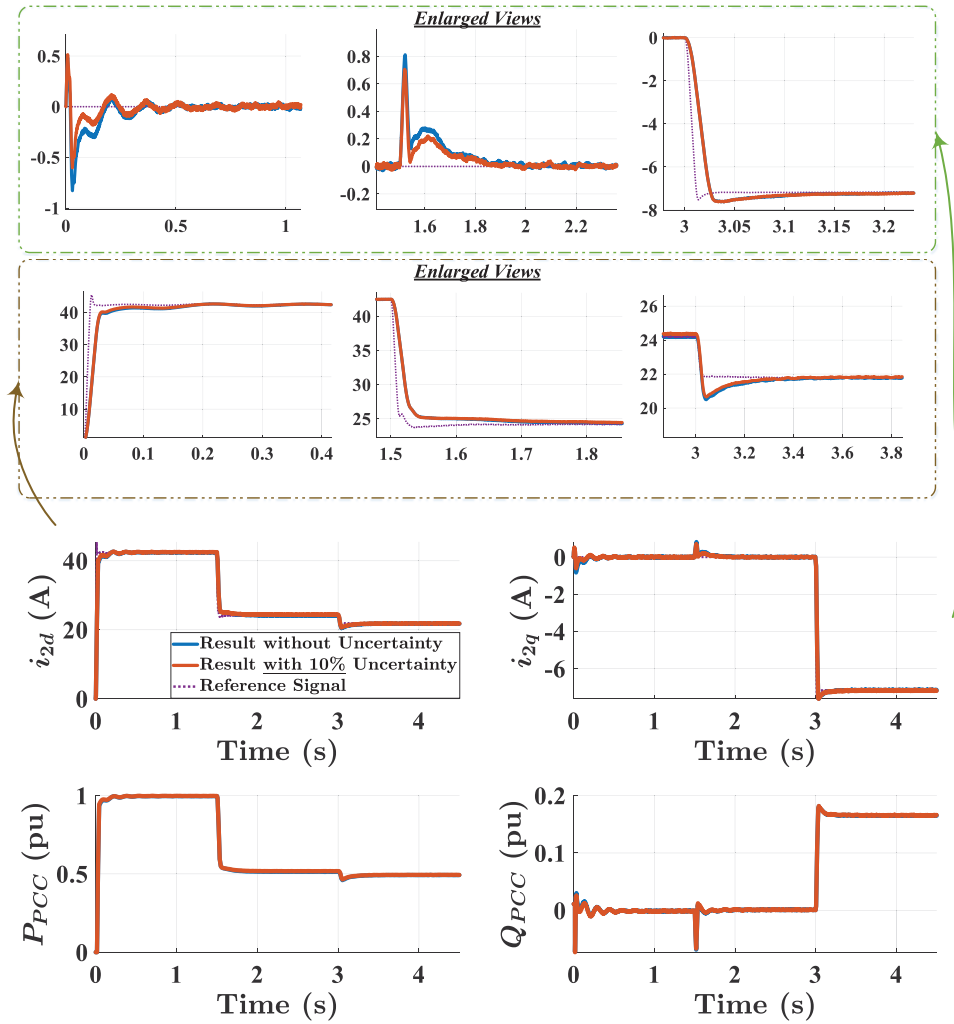 Enlarged Views
0.5
0
-0.5
-1
0 0.5 1
0.8
0.6
0.4
0.2
0
-0.2
1.6 1.8 2 2.2
0
-2
-4
-6
-8
3 3.05 3.1 3.15 3.2
Enlarged Views
40
30
20
10
0 0.1 0.2 0.3 0.4
40
35
30
25
1.5 1.6 1.7 1.8
26
24
22
20
3 3.2 3.4 3.6 3.8
i2d (A)
40
20
0
Result without Uncertainty
Result with 10% Uncertainty
Reference Signal
0 1 2 3 4
Time (s)
i2q (A)
0
-2
-4
-6
0 1 2 3 4
Time (s)
PPCC (pu)
1
0.5
0
0 1 2 3 4
Time (s)
QPCC (pu)
0.2
0.1
0
0 1 2 3 4
Time (s)